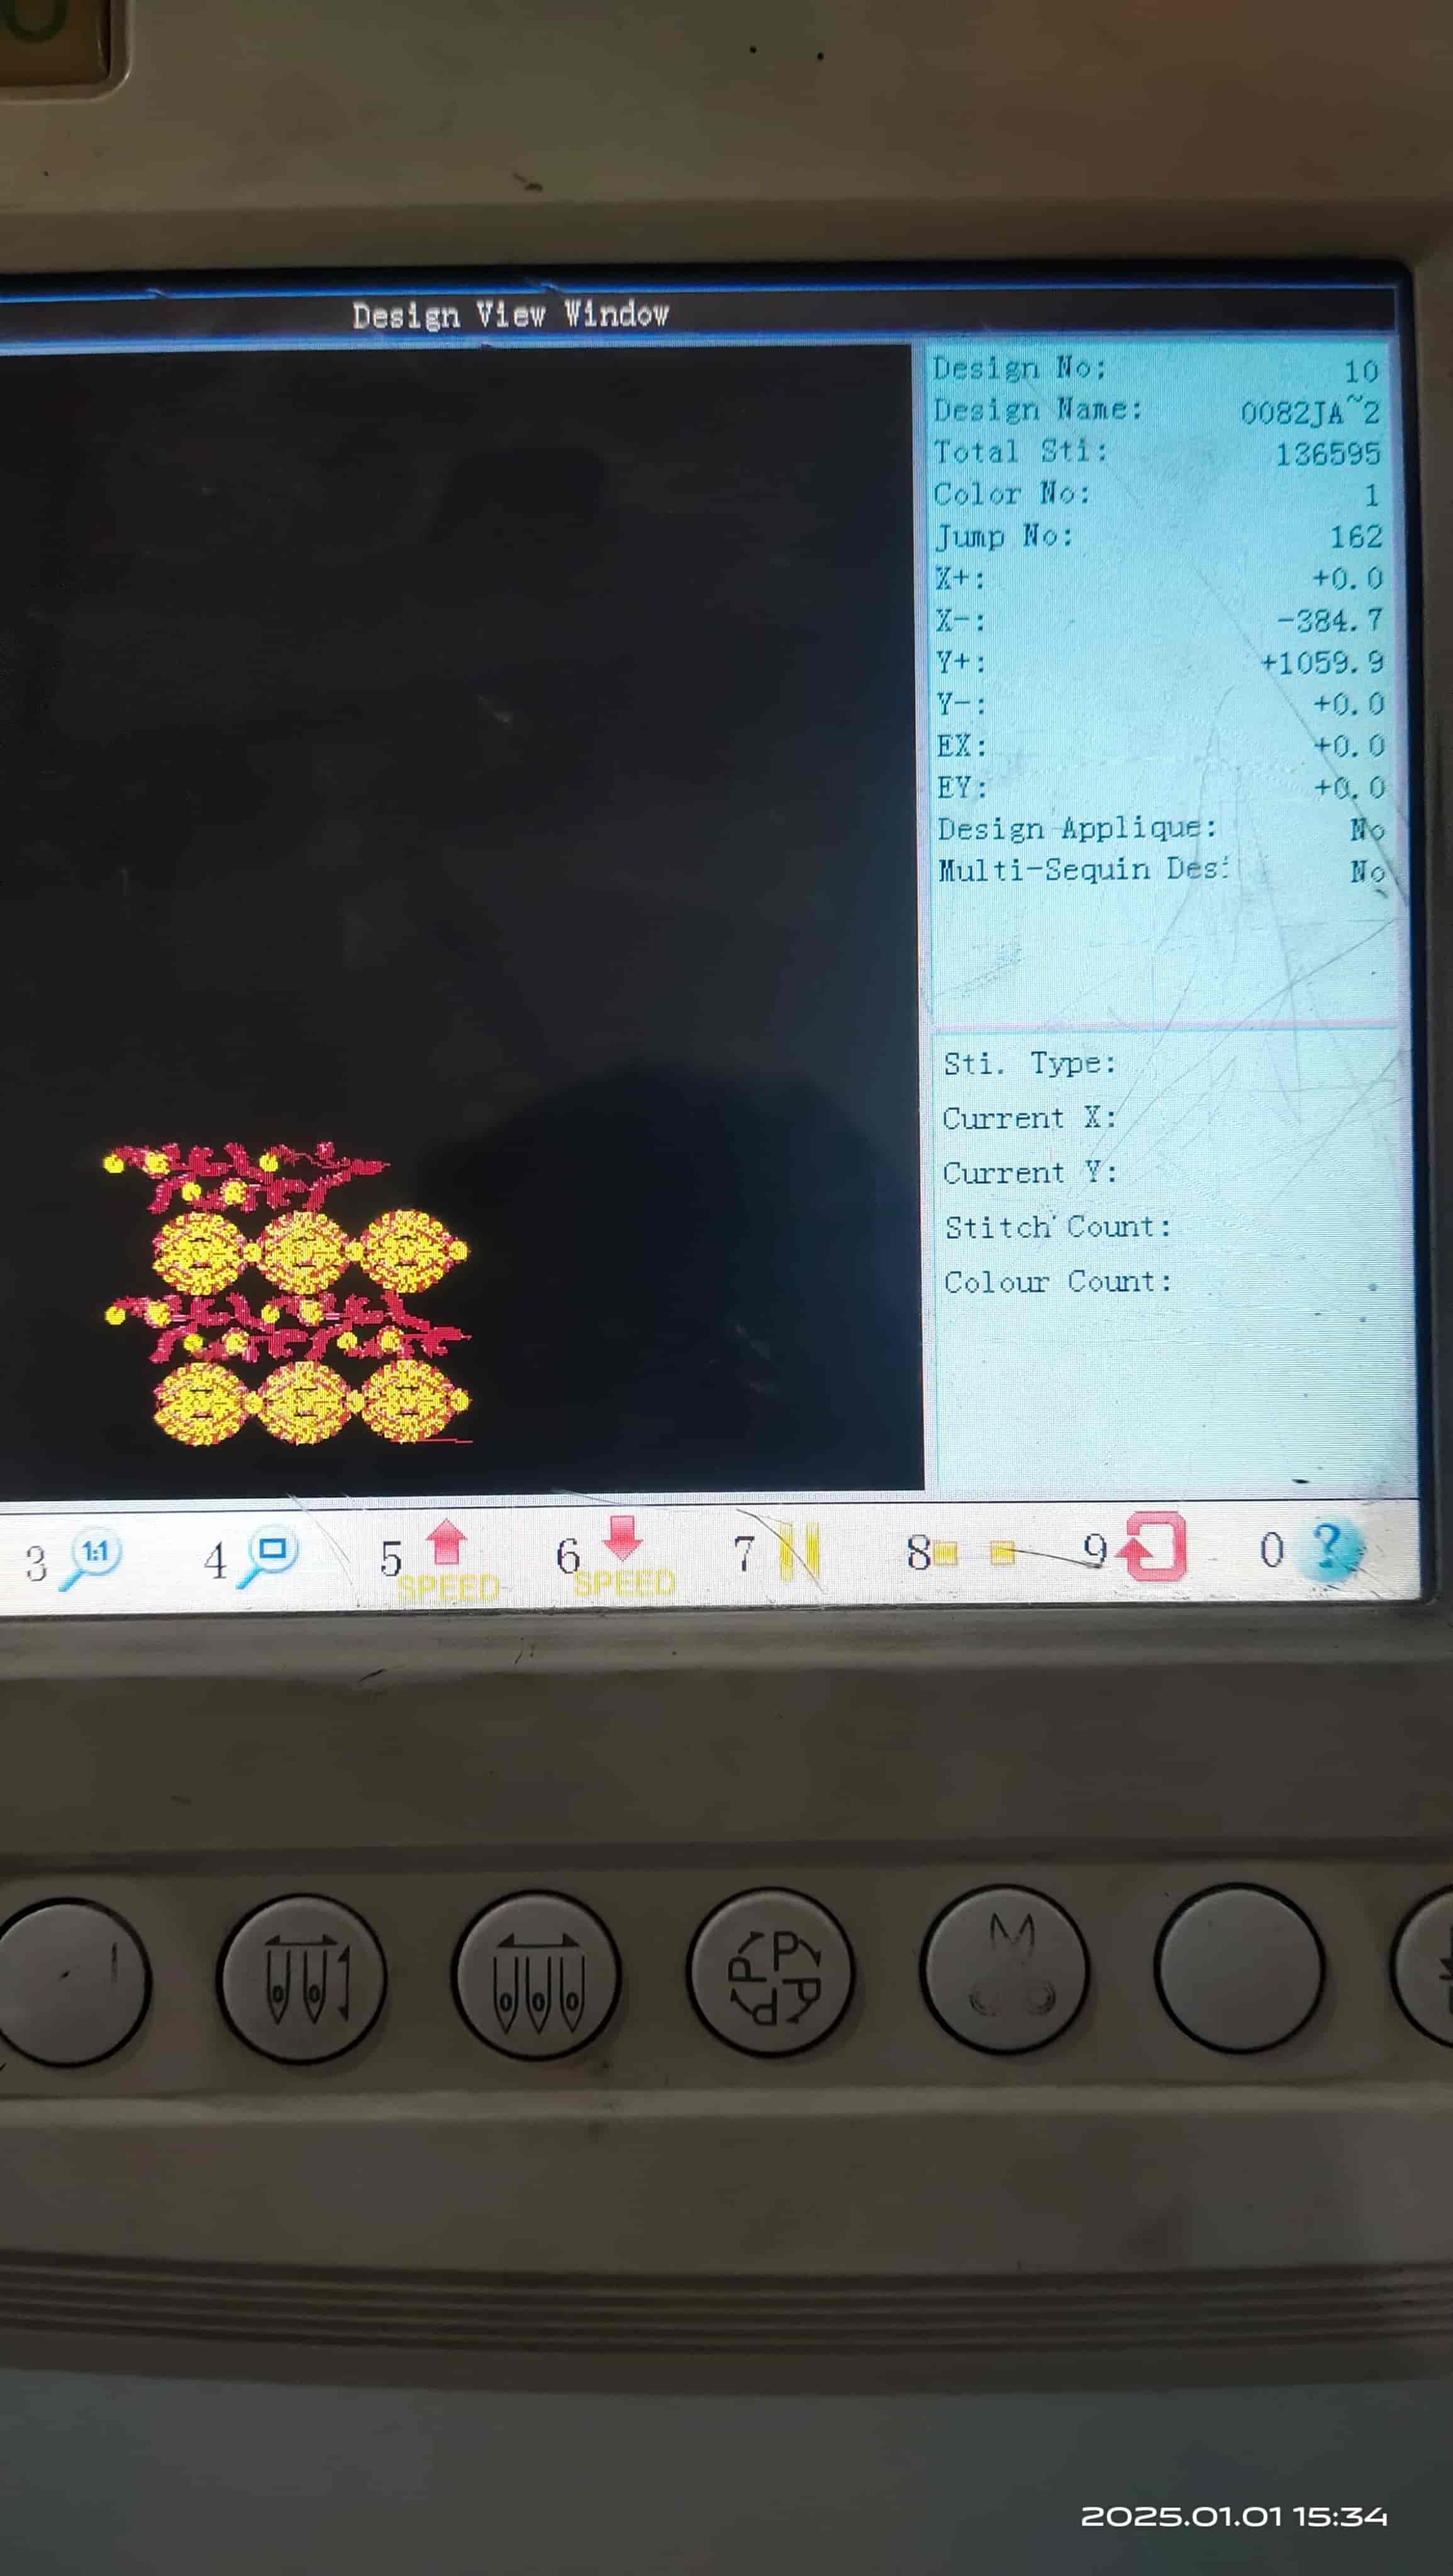 Design View Window
Design No: 10
Design Name: 0082JA~2
Total Sti: 136595
Color No: 1
Jump No: 162
X+: +0.0
X-: -384.7
Y+: +1059.9
Y-: +0.0
EX: +0.0
EY: +0.0
Design Applique: No
Multi-Sequin Des: No
Sti. Type:
Current X:
Current Y:
Stitch Count:
Colour Count:
3 1:1 4 5 SPEED 6 SPEED 7 8 9 0 ?
P P P P M
2025.01.01 15:34